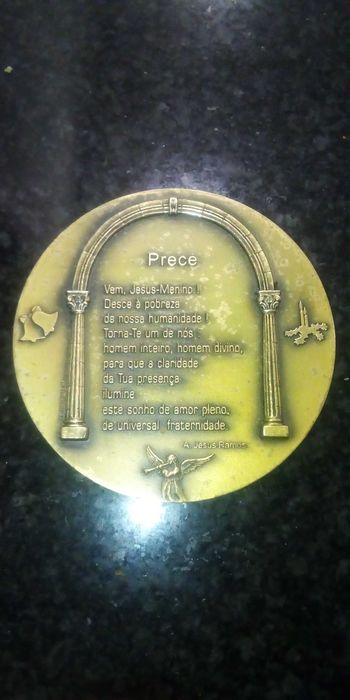 Prece
Vem, Jesus-Menino !
Desce à pobreza
da nossa humanidade !
Torna-Te um de nós
homem inteiro, homem divino,
para que a claridade
da Tua presença
ilumine
este sonho de amor pleno,
de universal fraternidade.
A. Jesus Ramos